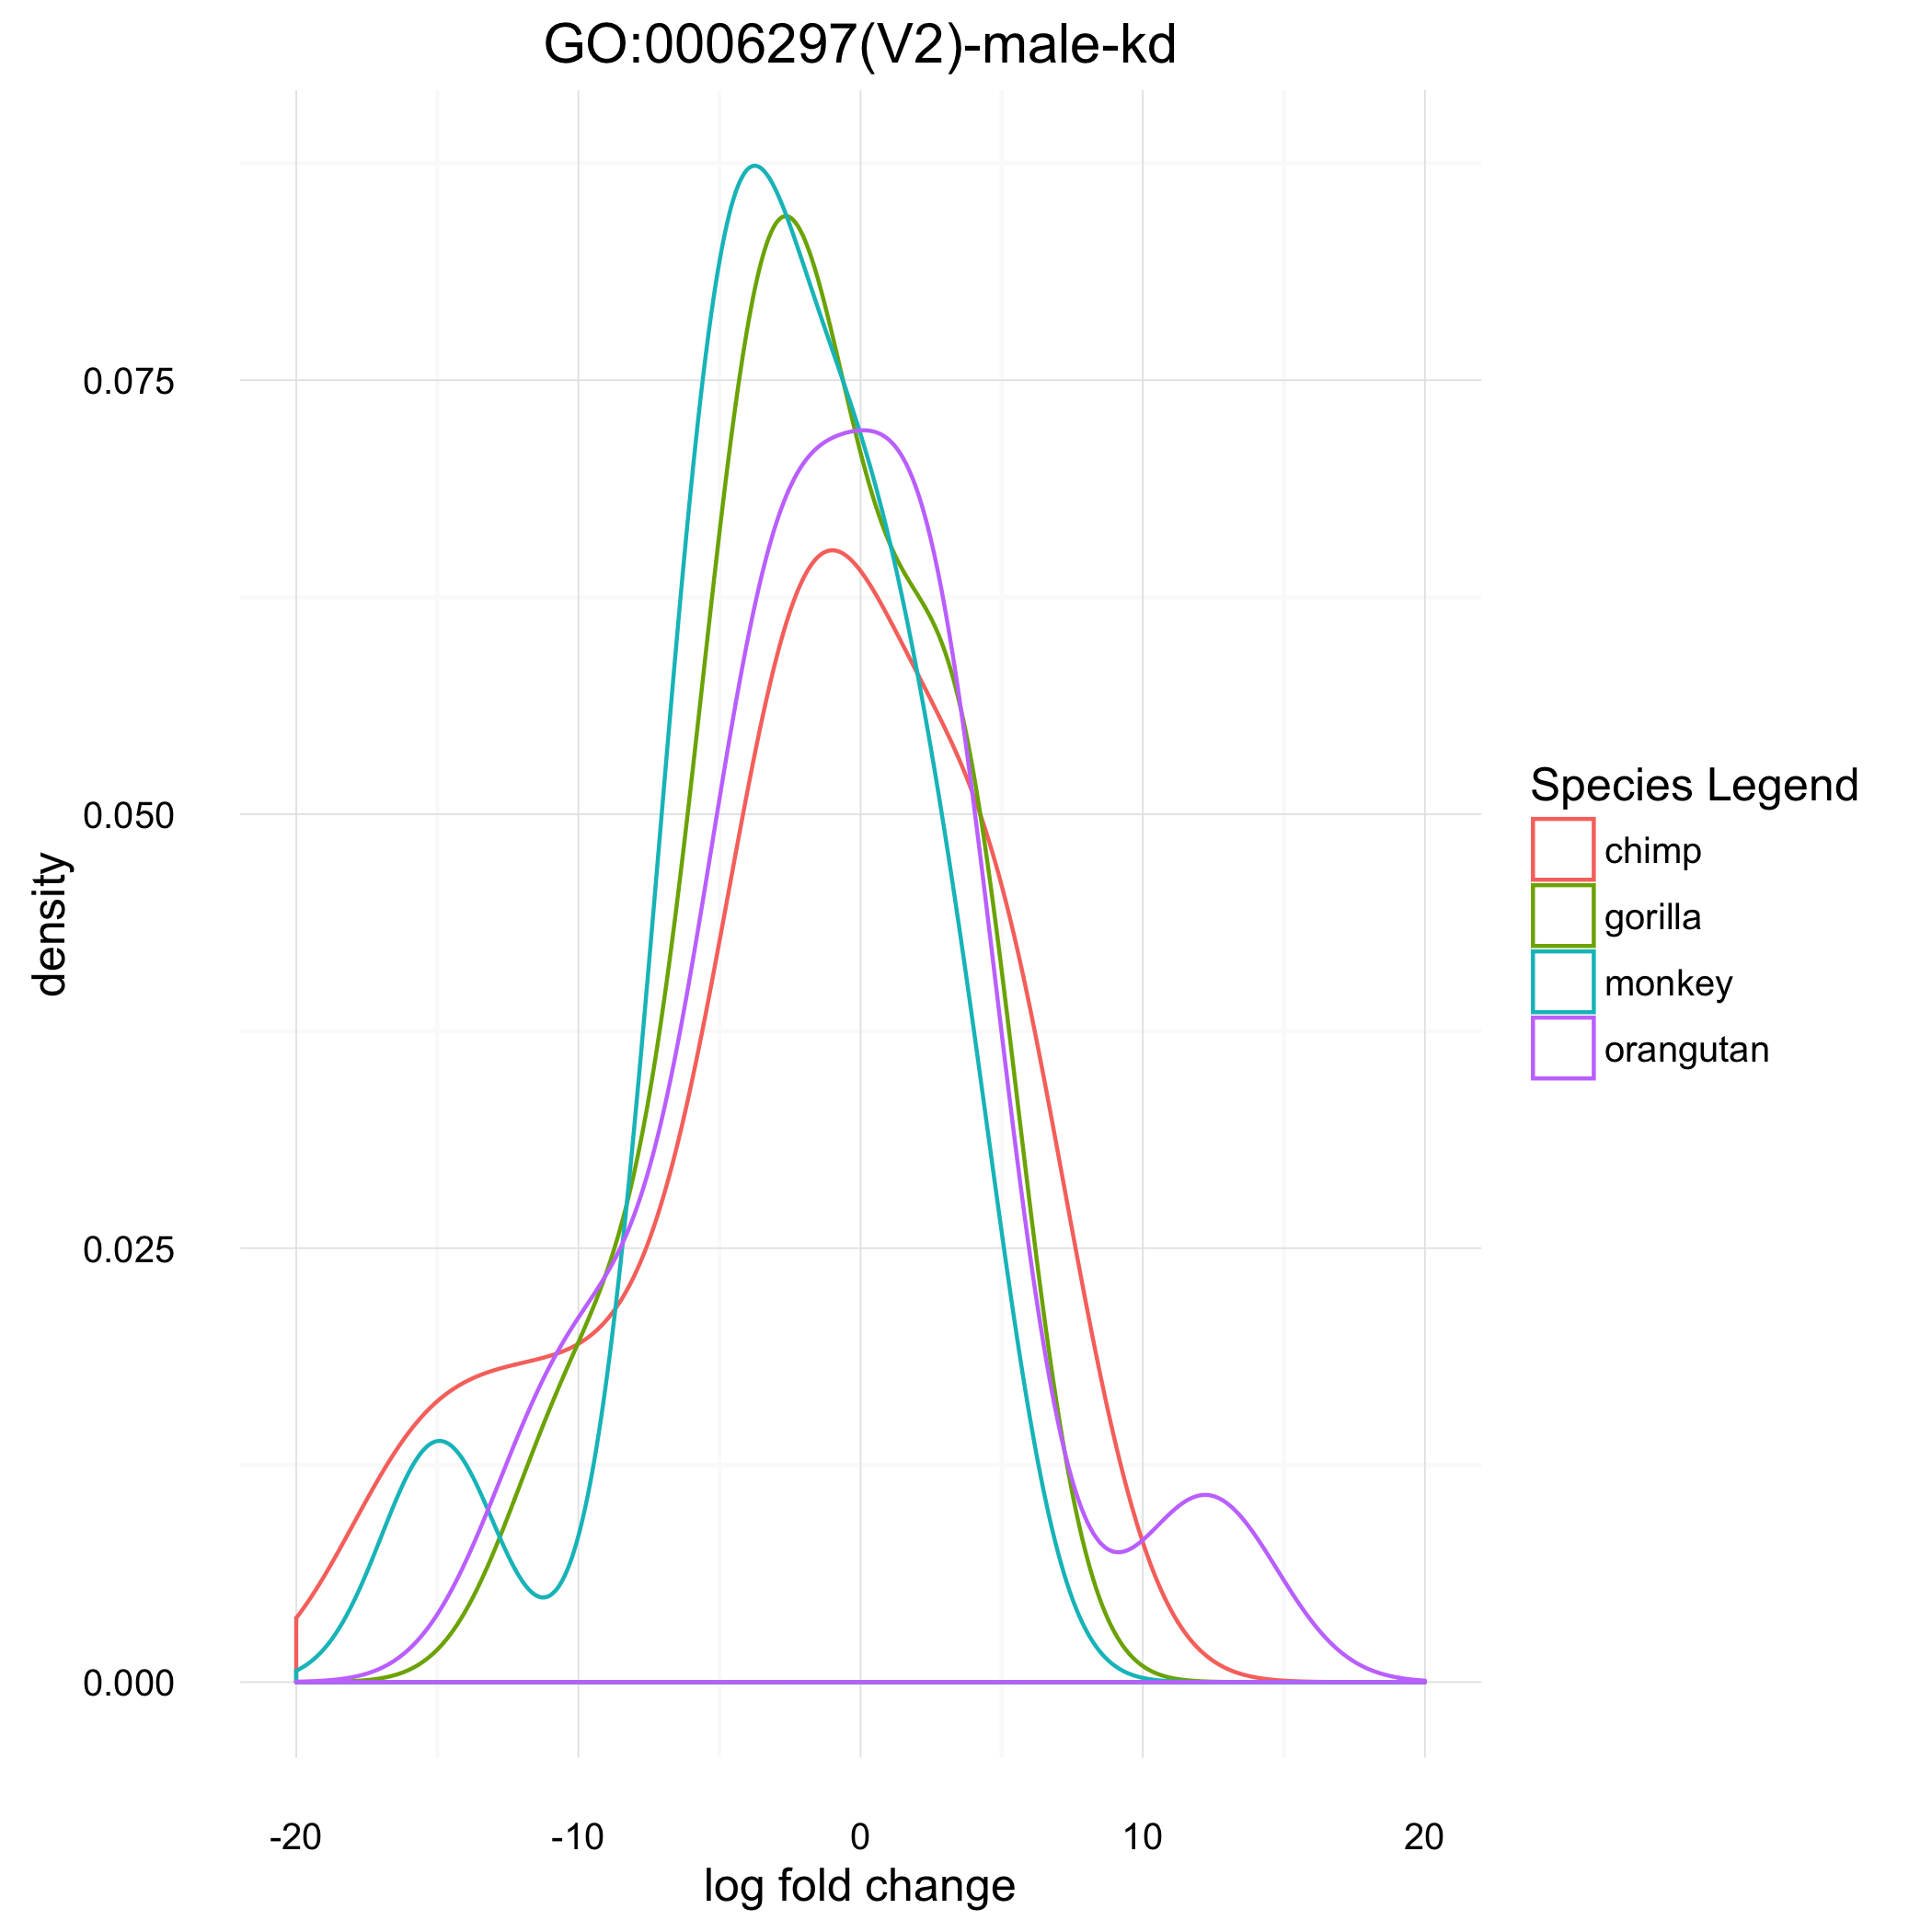 GO:0006297(V2)-male-kd
0.075
0.050
0.025
0.000
density
-20 -10 0 10 20
log fold change
Species Legend
chimp
gorilla
monkey
orangutan